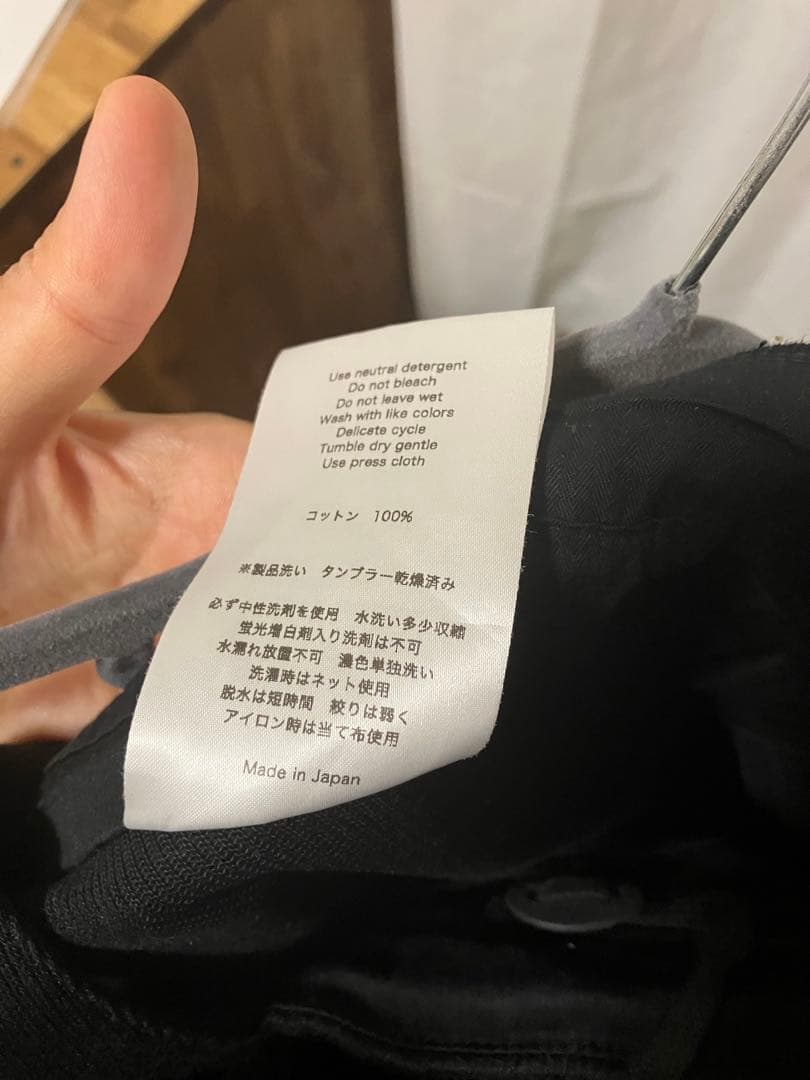 Use neutral detergent
Do not bleach
Do not leave wet
Wash with like colors
Delicate cycle
Tumble dry gentle
Use press cloth
コットン 100%
※製品洗い タンブラー乾燥済み
必ず中性洗剤を使用 水洗い多少収縮
蛍光増白剤入り洗剤は不可
水濡れ放置不可 濃色単独洗い
洗濯時はネット使用
脱水は短時間 絞りは弱く
アイロン時は当て布使用
Made in Japan